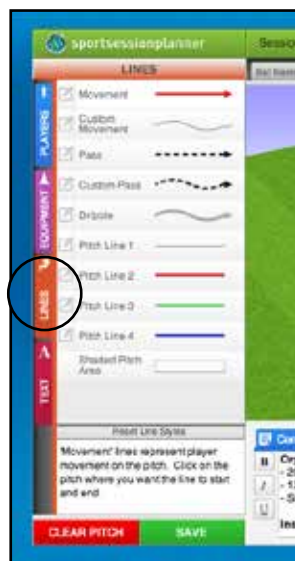 sportsessionplanner
Sessio
LINES
Movement
Custom
Movement
Pass
Custom Pass
Dribble
Pitch Line 1
Pitch Line 2
Pitch Line 3
Pitch Line 4
Shaded Pitch
Area
PLAYERS
EQUIPMENT
LINES
A
TEXT
Reset Line Styles
'Movement' lines represent player
movement on the pitch. Click on the
pitch where you want the line to start
and end
CLEAR PITCH
SAVE
B
I
U